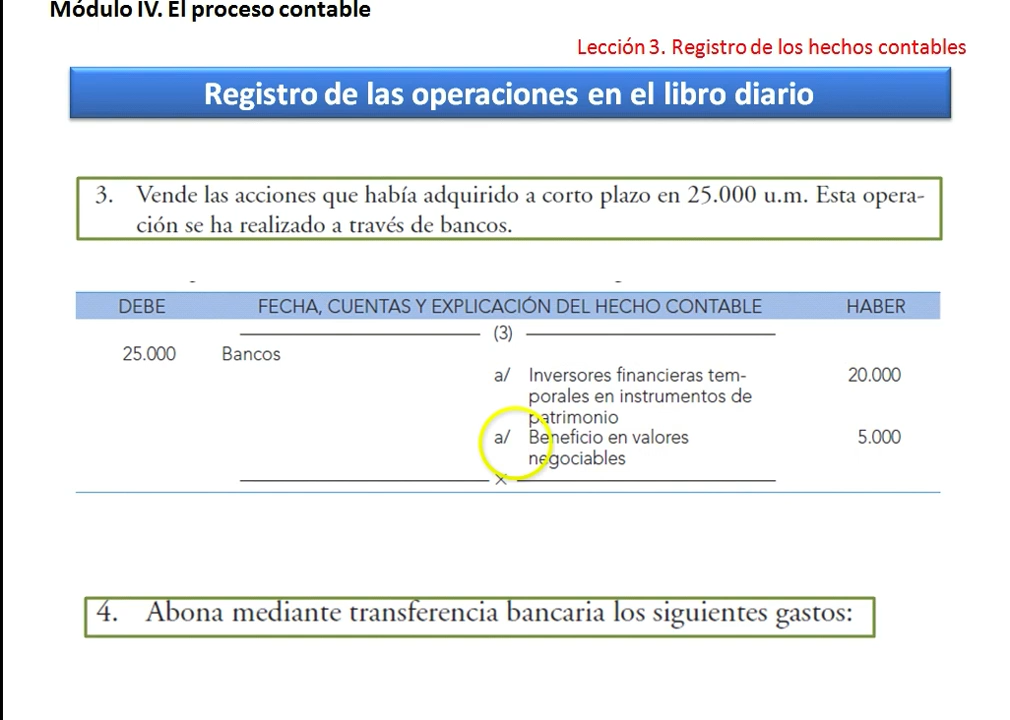 Módulo IV. El proceso contable
Lección 3. Registro de los hechos contables
Registro de las operaciones en el libro diario
3. Vende las acciones que había adquirido a corto plazo en 25.000 u.m. Esta opera-
ción se ha realizado a través de bancos.
DEBE FECHA, CUENTAS Y EXPLICACIÓN DEL HECHO CONTABLE HABER
(3)
25.000 Bancos
a/ Inversores financieras tem- 20.000
porales en instrumentos de
patrimonio
a/ Beneficio en valores 5.000
negociables
x
4. Abona mediante transferencia bancaria los siguientes gastos: